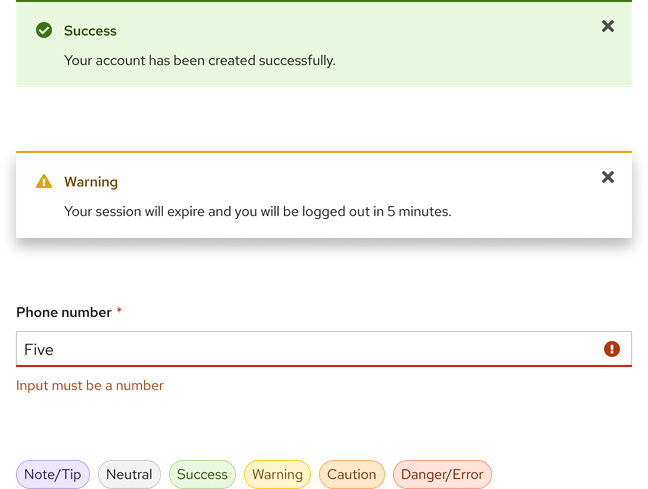 Success
Your account has been created successfully.
Warning
Your session will expire and you will be logged out in 5 minutes.
Phone number *
Five
Input must be a number
Note/Tip Neutral Success Warning Caution Danger/Error